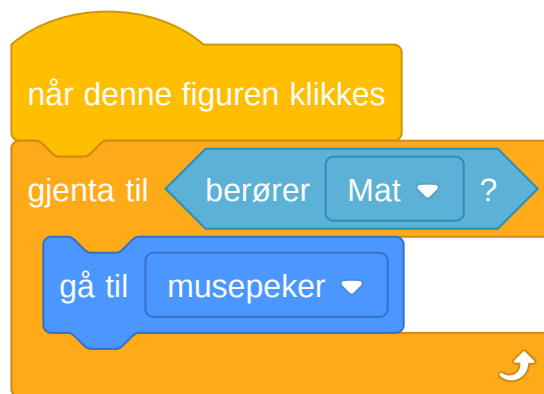 når denne figuren klikkes
gjenta til berører Mat ?
gå til musepeker